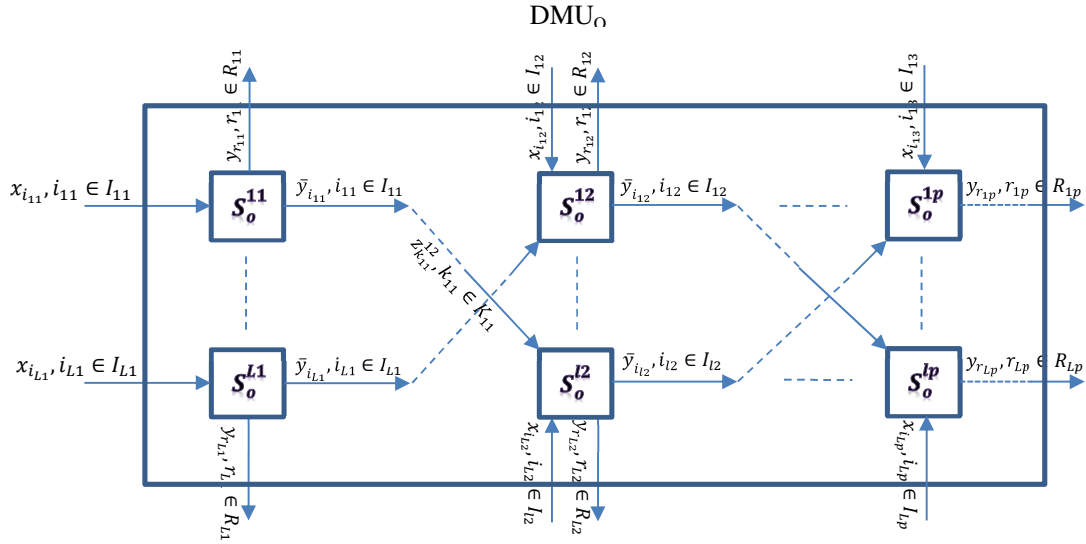 DMU_O
y_{r_{11}}, r_{11} ∈ R_{11}
x_{i_{12}}, i_{12} ∈ I_{12}
y_{r_{12}}, r_{12} ∈ R_{12}
x_{i_{13}}, i_{13} ∈ I_{13}
x_{i_{11}}, i_{11} ∈ I_{11}
S_o^{11}
ȳ_{i_{11}}, i_{11} ∈ I_{11}
S_o^{12}
ȳ_{i_{12}}, i_{12} ∈ I_{12}
S_o^{1p}
y_{r_{1p}}, r_{1p} ∈ R_{1p}
z_{k_{11}}^{12}, k_{11} ∈ K_{11}
x_{i_{L1}}, i_{L1} ∈ I_{L1}
S_o^{L1}
ȳ_{i_{L1}}, i_{L1} ∈ I_{L1}
S_o^{l2}
ȳ_{i_{l2}}, i_{l2} ∈ I_{l2}
S_o^{lp}
y_{r_{Lp}}, r_{Lp} ∈ R_{Lp}
y_{r_{L1}}, r_{L} ∈ R_{L1}
x_{i_{L2}}, i_{L2} ∈ I_{l2}
y_{r_{L2}}, r_{L2} ∈ R_{L2}
x_{i_{Lp}}, i_{Lp} ∈ I_{Lp}